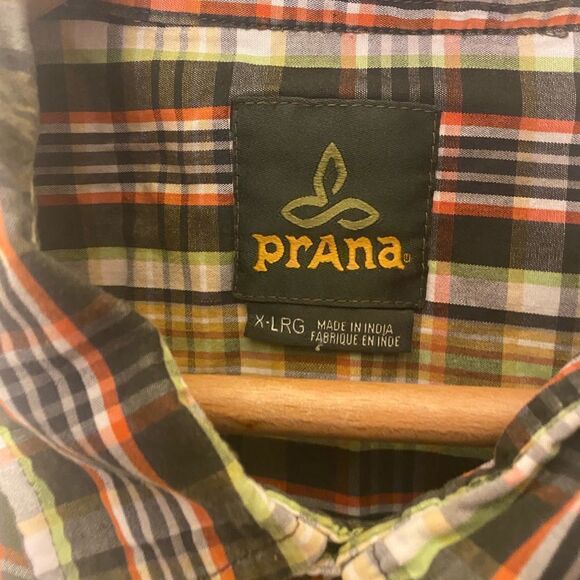 prAna
X-LRG
MADE IN INDIA
FABRIQUE EN INDE